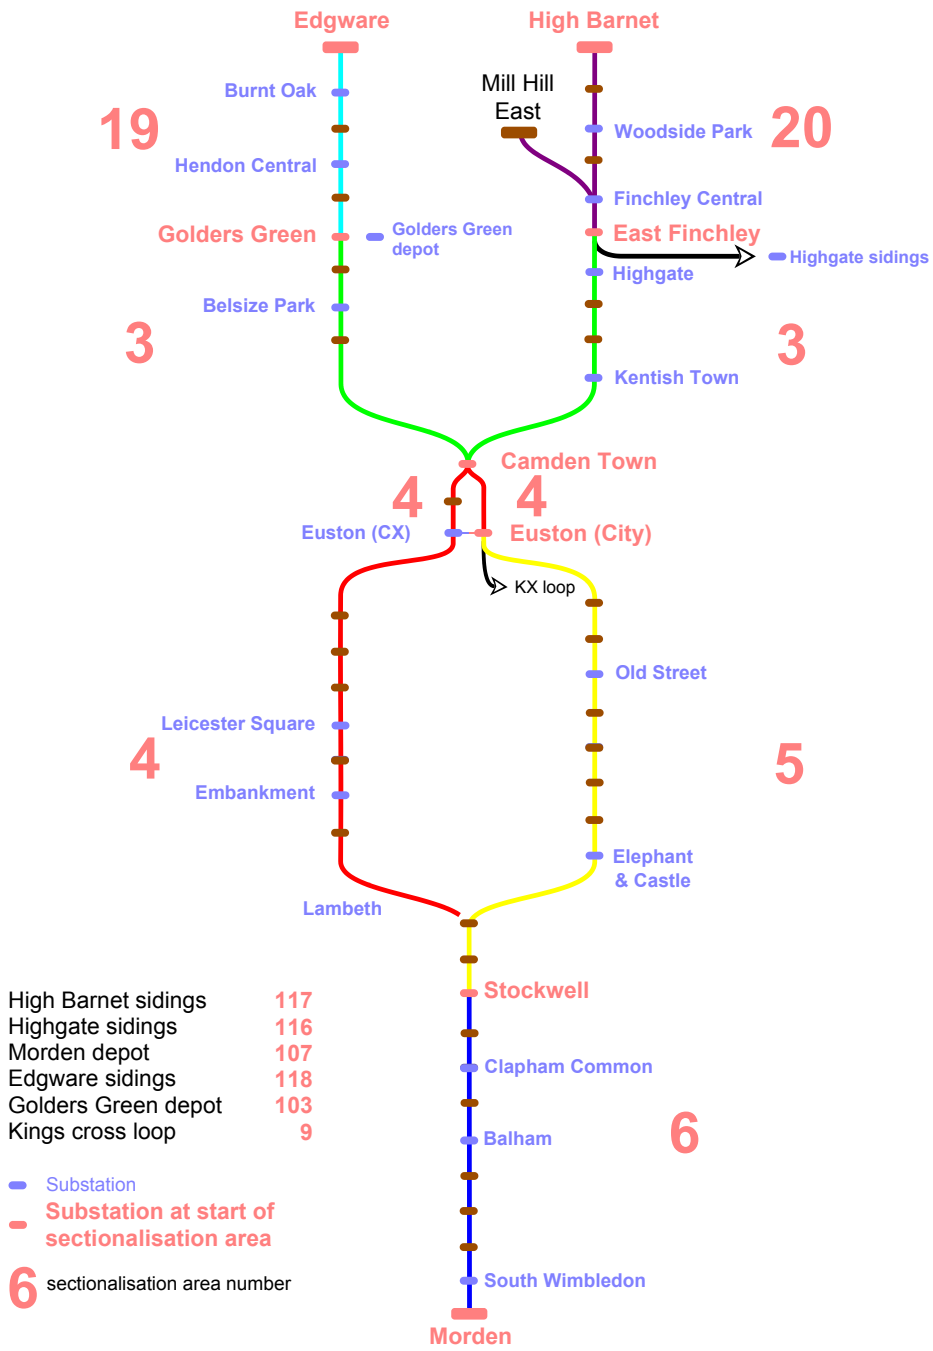 Edgware
High Barnet
Mill Hill
East
Burnt Oak
19
Woodside Park
20
Hendon Central
Finchley Central
Golders Green
Golders Green
depot
East Finchley
Highgate sidings
Highgate
Belsize Park
3
3
Kentish Town
Camden Town
4
4
Euston (CX)
Euston (City)
KX loop
Old Street
Leicester Square
4
5
Embankment
Elephant
& Castle
Lambeth
Stockwell
High Barnet sidings 117
Highgate sidings 116
Morden depot 107
Edgware sidings 118
Golders Green depot 103
Kings cross loop 9
Clapham Common
6
Balham
Substation
Substation at start of
sectionalisation area
6 sectionalisation area number
South Wimbledon
Morden